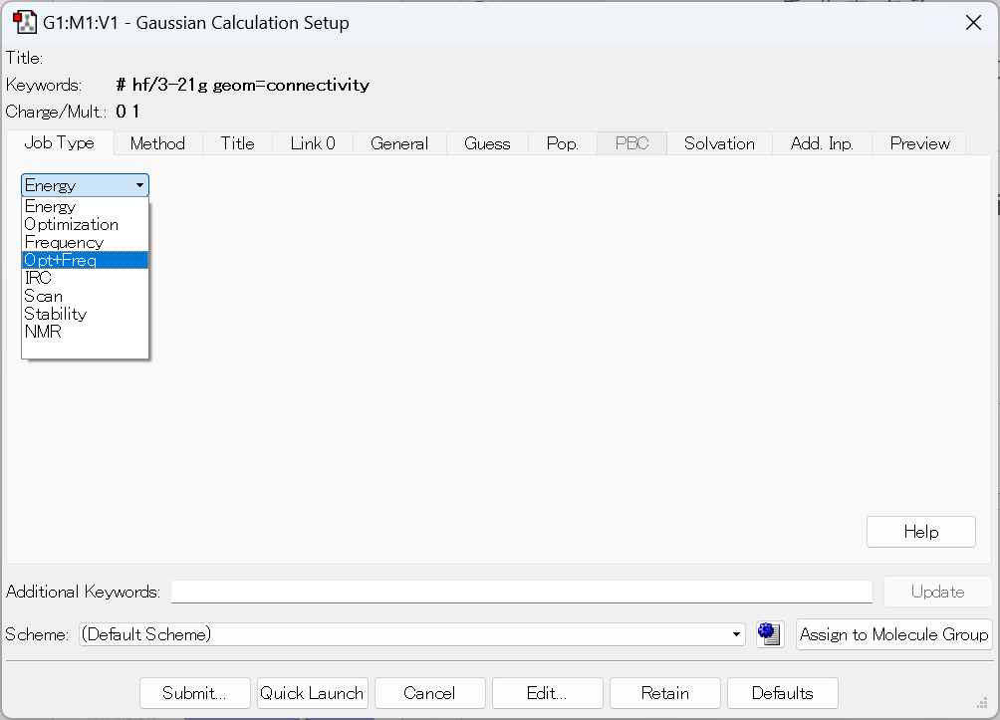 G1:M1:V1 - Gaussian Calculation Setup
Title:
Keywords: # hf/3-21g geom=connectivity
Charge/Mult.: 0 1
Job Type Method Title Link 0 General Guess Pop. PBC Solvation Add. Inp. Preview
Energy
Energy
Optimization
Frequency
Opt+Freq
IRC
Scan
Stability
NMR
Help
Additional Keywords: Update
Scheme: (Default Scheme) Assign to Molecule Group
Submit... Quick Launch Cancel Edit... Retain Defaults